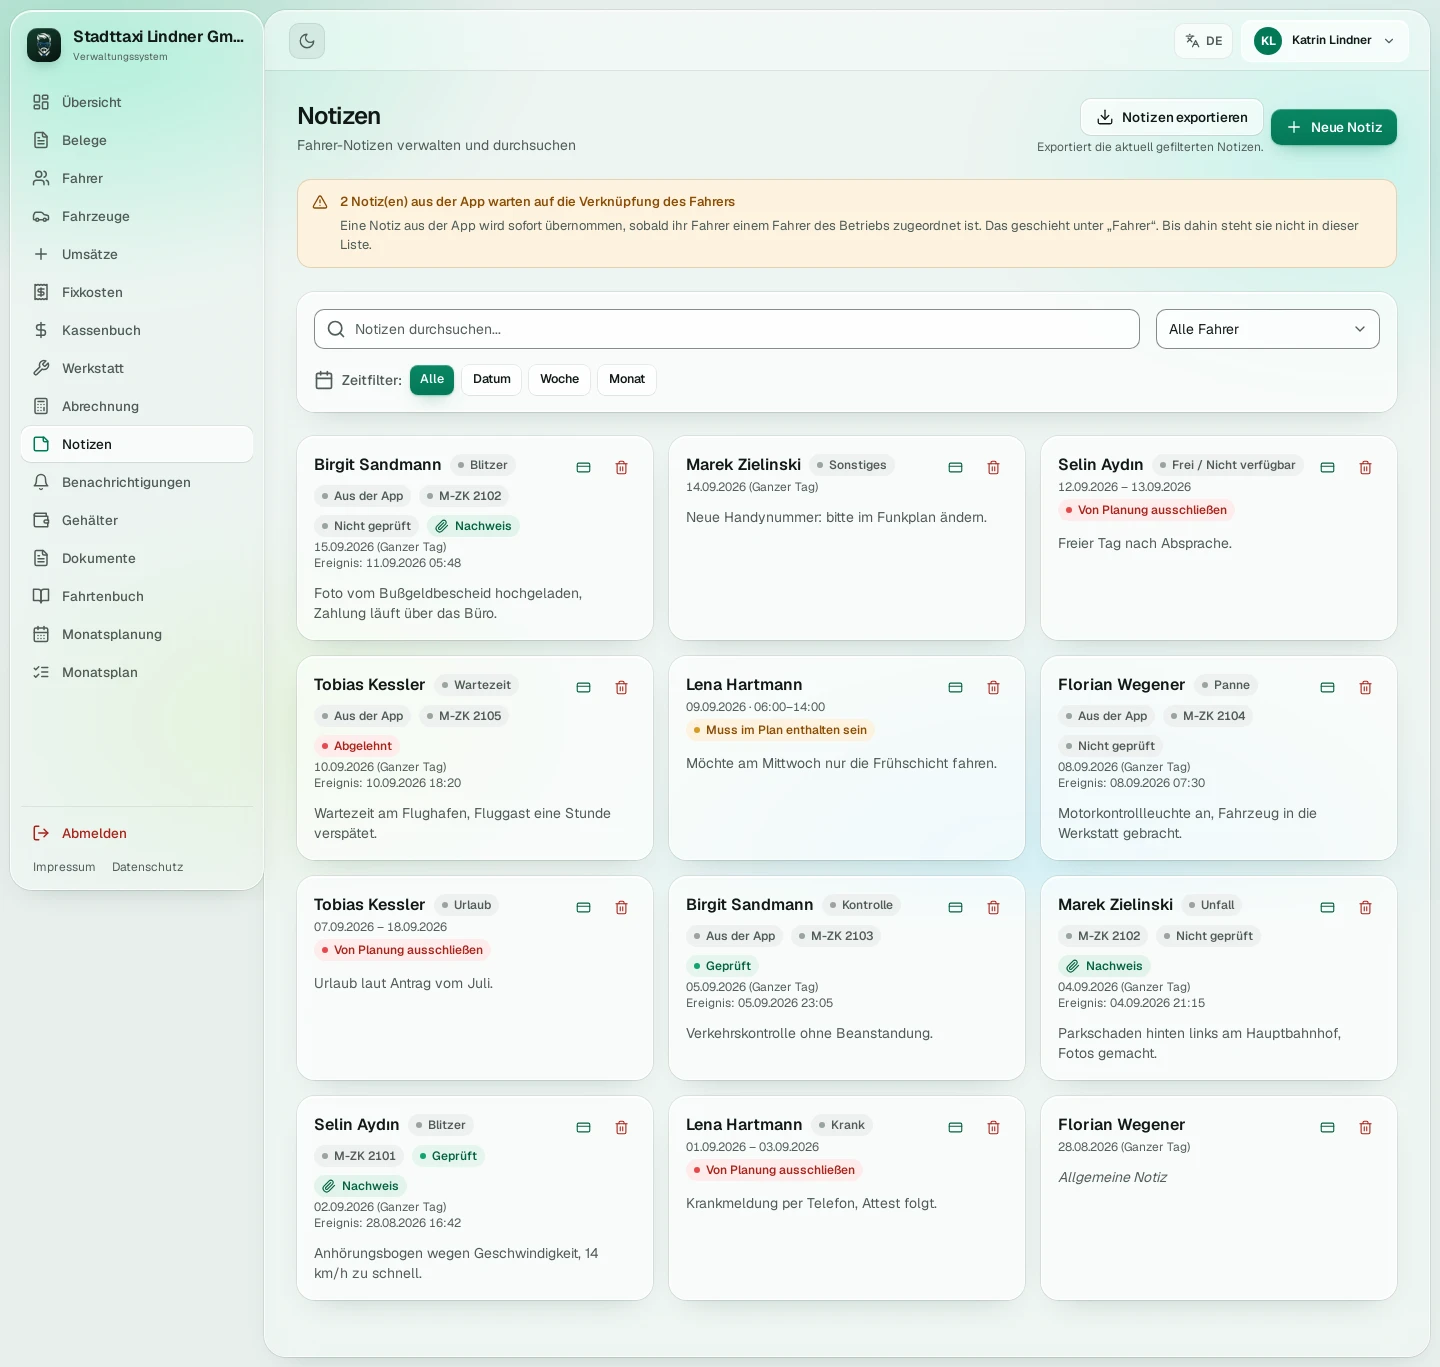 Stadttaxi Lindner Gm...
Verwaltungssystem
Übersicht
Belege
Fahrer
Fahrzeuge
Umsätze
Fixkosten
Kassenbuch
Werkstatt
Abrechnung
Notizen
Benachrichtigungen
Gehälter
Dokumente
Fahrtenbuch
Monatsplanung
Monatsplan
Abmelden
Impressum Datenschutz
DE
KL Katrin Lindner
Notizen
Fahrer-Notizen verwalten und durchsuchen
Notizen exportieren
Exportiert die aktuell gefilterten Notizen.
Neue Notiz
2 Notiz(en) aus der App warten auf die Verknüpfung des Fahrers
Eine Notiz aus der App wird sofort übernommen, sobald ihr Fahrer einem Fahrer des Betriebs zugeordnet ist. Das geschieht unter „Fahrer“. Bis dahin steht sie nicht in dieser
Liste.
Notizen durchsuchen...
Alle Fahrer
Zeitfilter: Alle Datum Woche Monat
Birgit Sandmann Blitzer
Aus der App M-ZK 2102
Nicht geprüft Nachweis
15.09.2026 (Ganzer Tag)
Ereignis: 11.09.2026 05:48
Foto vom Bußgeldbescheid hochgeladen,
Zahlung läuft über das Büro.
Marek Zielinski Sonstiges
14.09.2026 (Ganzer Tag)
Neue Handynummer: bitte im Funkplan ändern.
Selin Aydın Frei / Nicht verfügbar
12.09.2026 – 13.09.2026
Von Planung ausschließen
Freier Tag nach Absprache.
Tobias Kessler Wartezeit
Aus der App M-ZK 2105
Abgelehnt
10.09.2026 (Ganzer Tag)
Ereignis: 10.09.2026 18:20
Wartezeit am Flughafen, Fluggast eine Stunde
verspätet.
Lena Hartmann
09.09.2026 · 06:00–14:00
Muss im Plan enthalten sein
Möchte am Mittwoch nur die Frühschicht fahren.
Florian Wegener Panne
Aus der App M-ZK 2104
Nicht geprüft
08.09.2026 (Ganzer Tag)
Ereignis: 08.09.2026 07:30
Motorkontrollleuchte an, Fahrzeug in die
Werkstatt gebracht.
Tobias Kessler Urlaub
07.09.2026 – 18.09.2026
Von Planung ausschließen
Urlaub laut Antrag vom Juli.
Birgit Sandmann Kontrolle
Aus der App M-ZK 2103
Geprüft
05.09.2026 (Ganzer Tag)
Ereignis: 05.09.2026 23:05
Verkehrskontrolle ohne Beanstandung.
Marek Zielinski Unfall
M-ZK 2102 Nicht geprüft
Nachweis
04.09.2026 (Ganzer Tag)
Ereignis: 04.09.2026 21:15
Parkschaden hinten links am Hauptbahnhof,
Fotos gemacht.
Selin Aydın Blitzer
M-ZK 2101 Geprüft
Nachweis
02.09.2026 (Ganzer Tag)
Ereignis: 28.08.2026 16:42
Anhörungsbogen wegen Geschwindigkeit, 14
km/h zu schnell.
Lena Hartmann Krank
01.09.2026 – 03.09.2026
Von Planung ausschließen
Krankmeldung per Telefon, Attest folgt.
Florian Wegener
28.08.2026 (Ganzer Tag)
Allgemeine Notiz